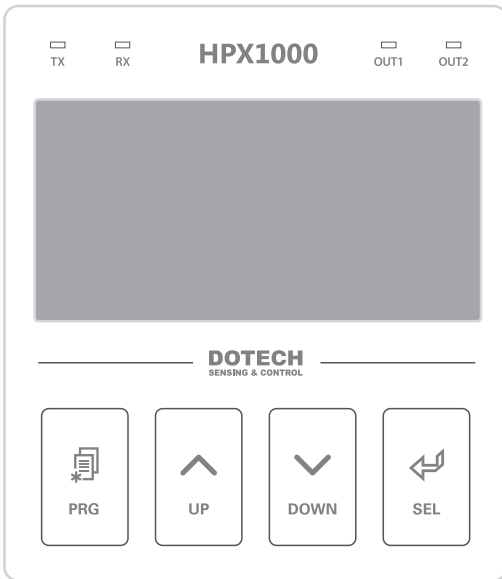 TX RX HPX1000 OUT1 OUT2
DOTECH
SENSING & CONTROL
PRG UP DOWN SEL